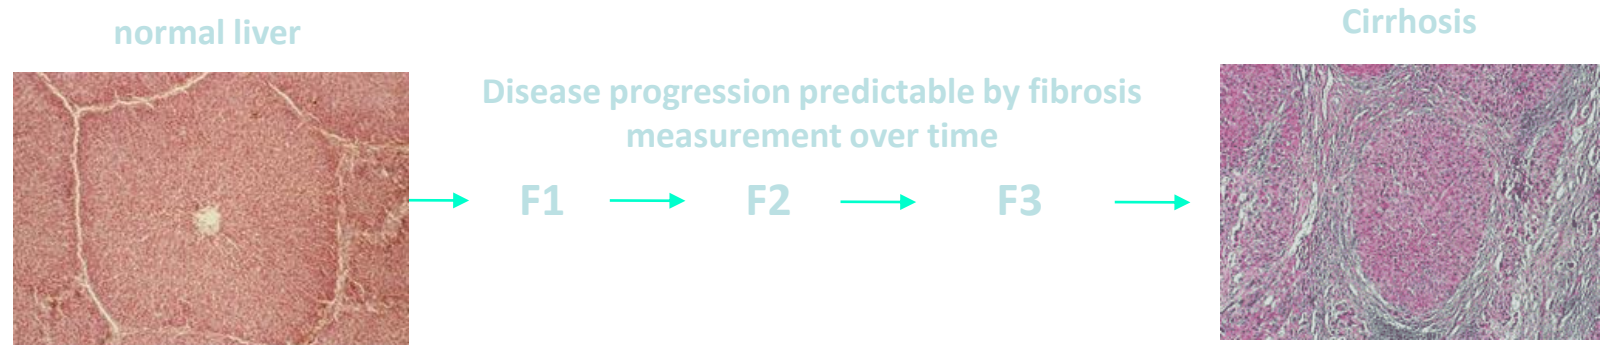 normal liver
Cirrhosis
Disease progression predictable by fibrosis
measurement over time
F1
F2
F3